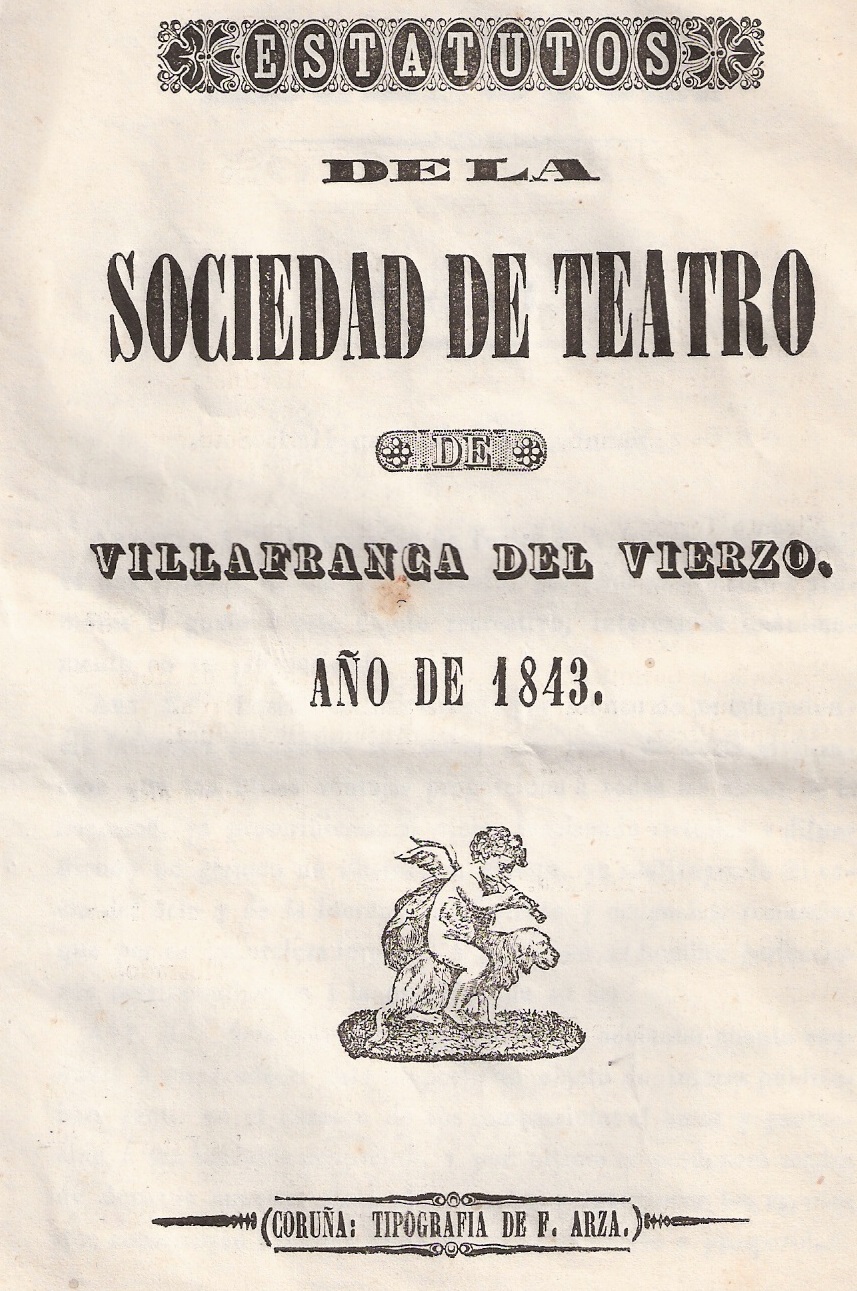 ESTATUTOS
DE LA
SOCIEDAD DE TEATRO
DE
VILLAFRANCA DEL VIERZO.
AÑO DE 1843.
(CORUÑA: TIPOGRAFIA DE F. ARZA.)